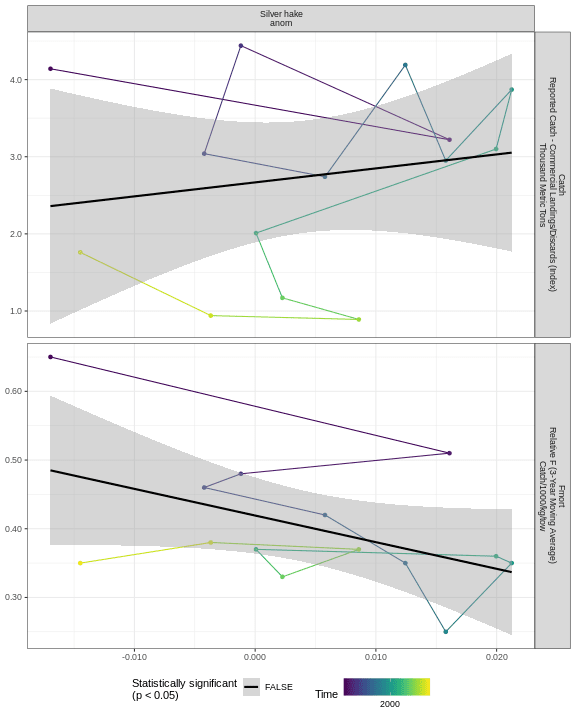 Silver hake
anom
4.0
3.0
2.0
1.0
Catch
Reported Catch - Commercial Landings/Discards (Index)
Thousand Metric Tons
0.60
0.50
0.40
0.30
Fmort
Relative F (3-Year Moving Average)
Catch/1000/kg/tow
-0.010
0.000
0.010
0.020
Statistically significant
(p < 0.05)
FALSE
Time
2000